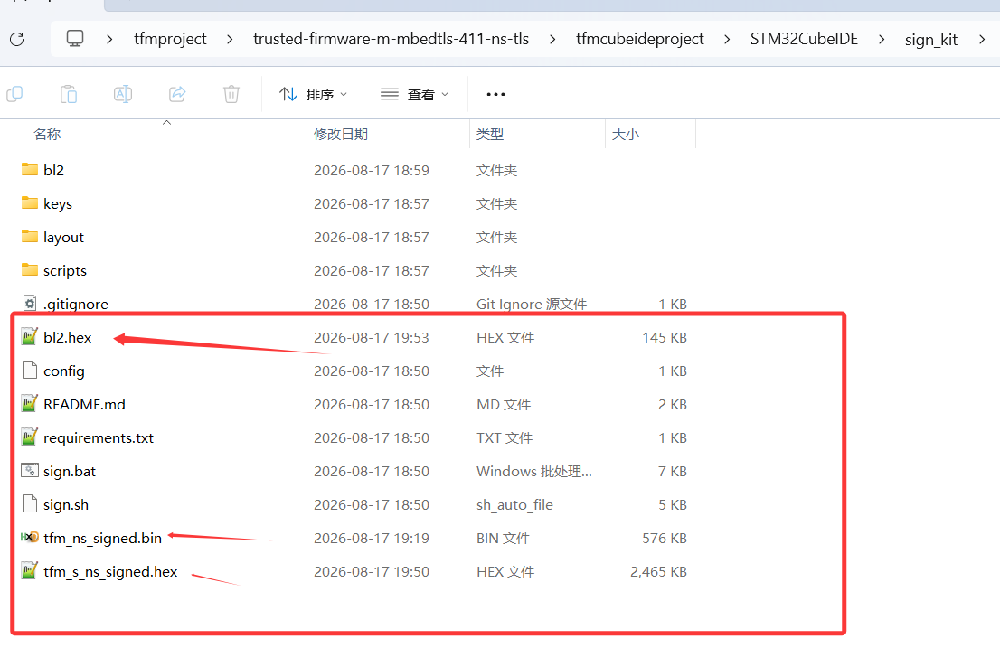 tfmproject > trusted-firmware-m-mbedtls-411-ns-tls > tfmcubeideproject > STM32CubeIDE > sign_kit >
排序 查看 •••
名称 修改日期 类型 大小
bl2 2026-08-17 18:59 文件夹
keys 2026-08-17 18:57 文件夹
layout 2026-08-17 18:57 文件夹
scripts 2026-08-17 18:57 文件夹
.gitignore 2026-08-17 18:50 Git Ignore 源文件 1 KB
bl2.hex 2026-08-17 19:53 HEX 文件 145 KB
config 2026-08-17 18:50 文件 1 KB
README.md 2026-08-17 18:50 MD 文件 2 KB
requirements.txt 2026-08-17 18:50 TXT 文件 1 KB
sign.bat 2026-08-17 18:50 Windows 批处理... 7 KB
sign.sh 2026-08-17 18:50 sh_auto_file 5 KB
tfm_ns_signed.bin 2026-08-17 19:19 BIN 文件 576 KB
tfm_s_ns_signed.hex 2026-08-17 19:50 HEX 文件 2,465 KB